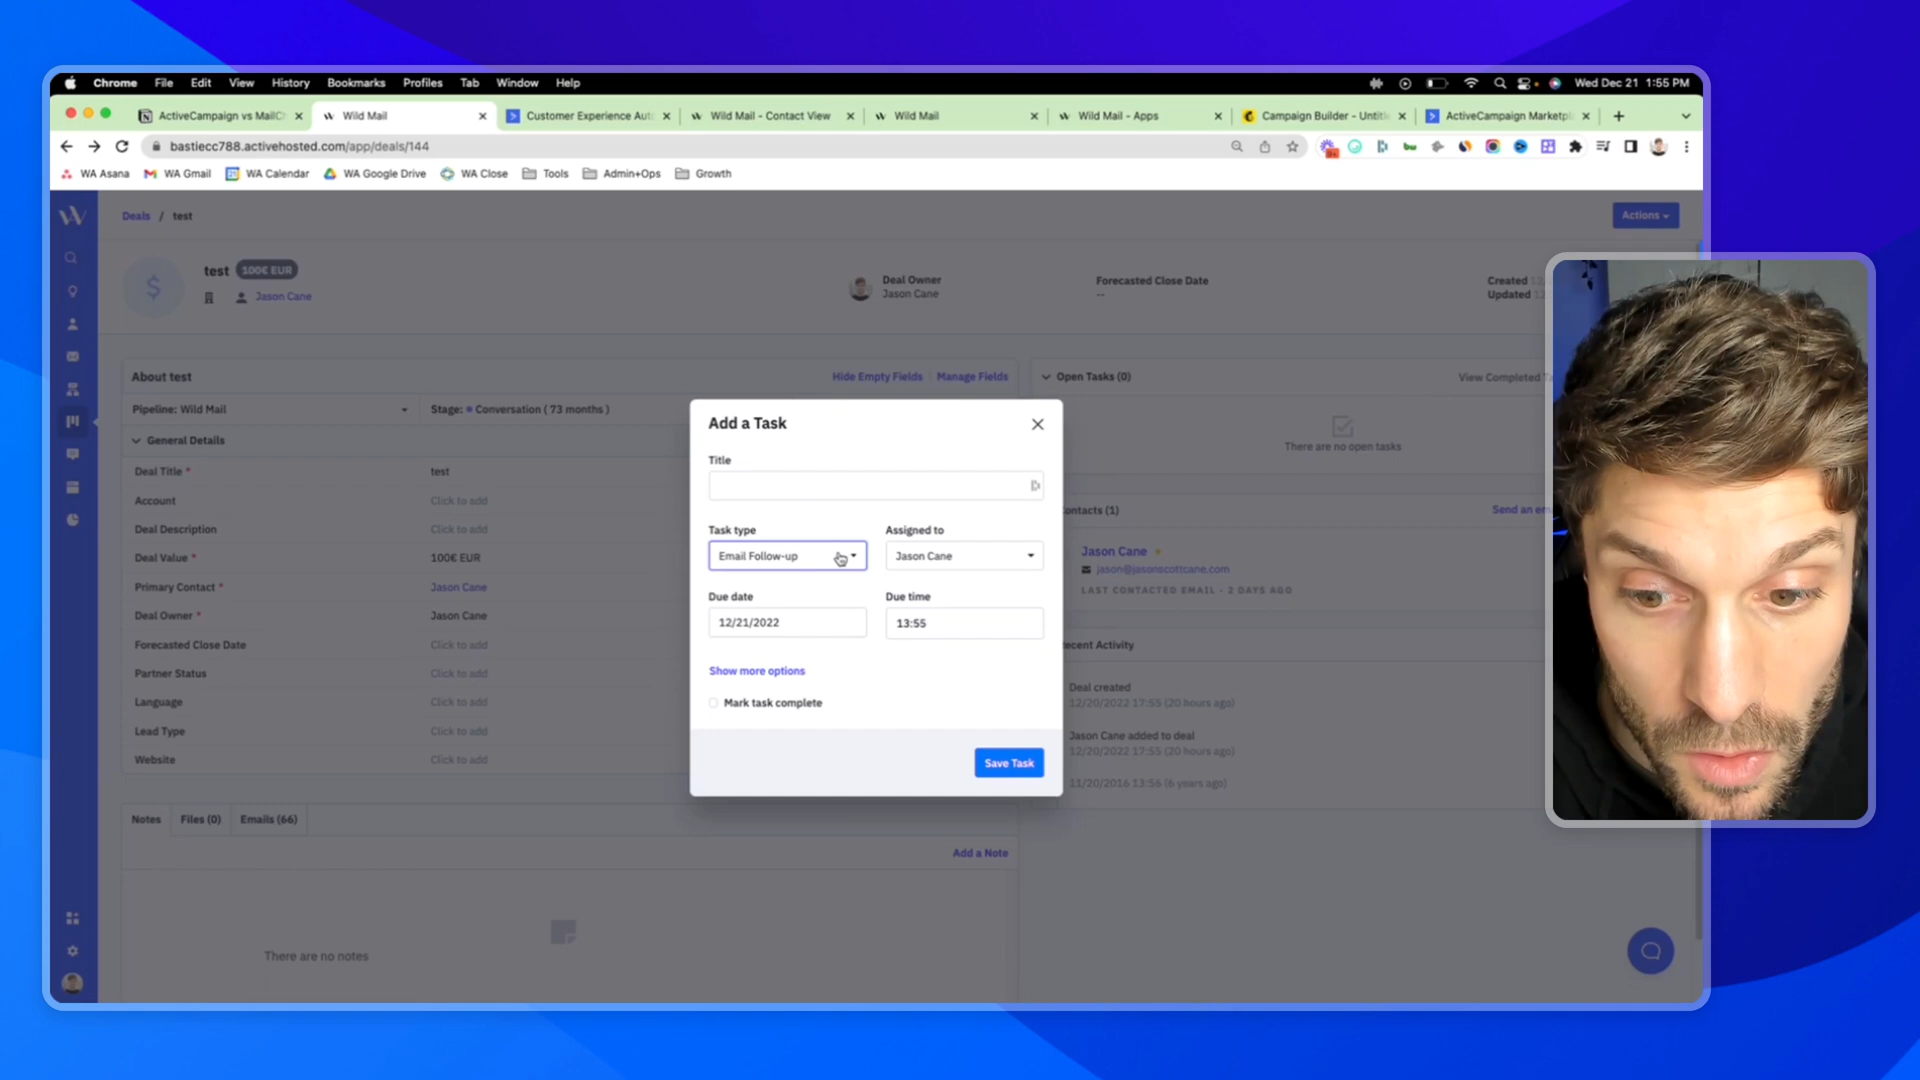 Chrome File Edit View History Bookmarks Profiles Tab Window Help Wed Dec 21 1:55 PM
ActiveCampaign vs MailCh Wild Mail Customer Experience Auto Wild Mail - Contact View Wild Mail Wild Mail - Apps Campaign Builder - Untitle ActiveCampaign Marketpl
bastiecc788.activehosted.com/app/deals/144
WA Asana WA Gmail WA Calendar WA Google Drive WA Close Tools Admin+Ops Growth
Deals / test
Actions
test 100€ EUR
Jason Cane
Deal Owner
Jason Cane
Forecasted Close Date
--
Created
Updated
About test
Hide Empty Fields Manage Fields
Pipeline: Wild Mail
Stage: Conversation ( 73 months )
General Details
Deal Title * test
Account Click to add
Deal Description Click to add
Deal Value * 100€ EUR
Primary Contact * Jason Cane
Deal Owner * Jason Cane
Forecasted Close Date Click to add
Partner Status Click to add
Language Click to add
Lead Type Click to add
Website Click to add
Notes Files (0) Emails (66)
Add a Note
There are no notes
Add a Task
Title
Task type
Email Follow-up
Assigned to
Jason Cane
Due date
12/21/2022
Due time
13:55
Show more options
Mark task complete
Save Task
Open Tasks (0)
View Completed Ta
There are no open tasks
ontacts (1)
Send an em
Jason Cane
jason@jasonscottcane.com
LAST CONTACTED EMAIL - 2 DAYS AGO
ecent Activity
Deal created
12/20/2022 17:55 (20 hours ago)
Jason Cane added to deal
12/20/2022 17:55 (20 hours ago)
11/20/2016 13:56 (6 years ago)